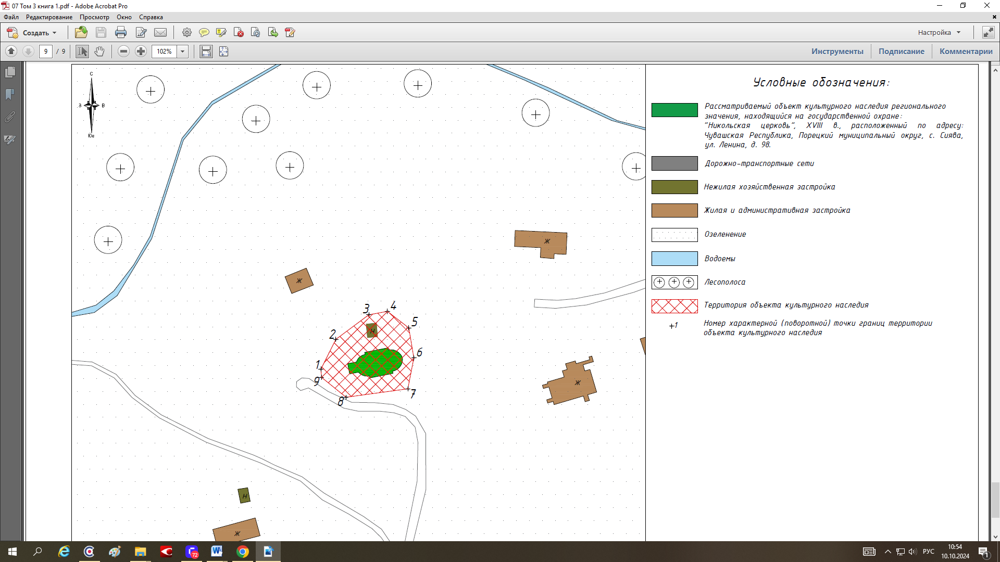 07 Том 3 книга 1.pdf - Adobe Acrobat Pro
Файл Редактирование Просмотр Окно Справка
Создать
Настройка
9 / 9
102%
Инструменты Подписание Комментарии
С
З В
Юв
Условные обозначения:
Рассматриваемый объект культурного наследия регионального
значения, находящийся на государственной охране:
"Никольская церковь", XVIII в., расположенный по адресу:
Чувашская Республика, Порецкий муниципальный округ, с. Сиява,
ул. Ленина, д. 98.
Дорожно-транспортные сети
Нежилая хозяйственная застройка
Жилая и административная застройка
Озеленение
Водоемы
Лесополоса
Территория объекта культурного наследия
+1 Номер характерной (поворотной) точки границ территории
объекта культурного наследия
Ж
Ж
3 4
5
Н
2
6
1
9
Ж
7
8
Н
Ж
72
РУС
10:54
10.10.2024
1